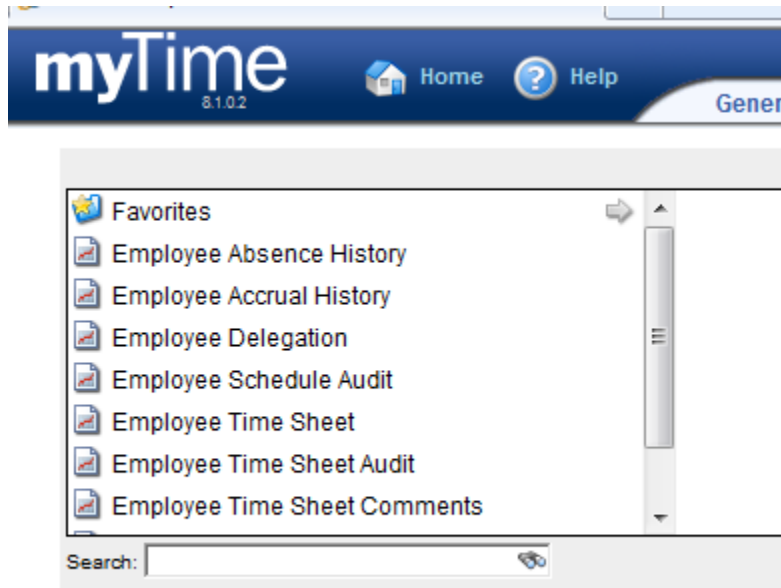 myTime
8.1.0.2
Home
Help
Gener
Favorites
Employee Absence History
Employee Accrual History
Employee Delegation
Employee Schedule Audit
Employee Time Sheet
Employee Time Sheet Audit
Employee Time Sheet Comments
Search: